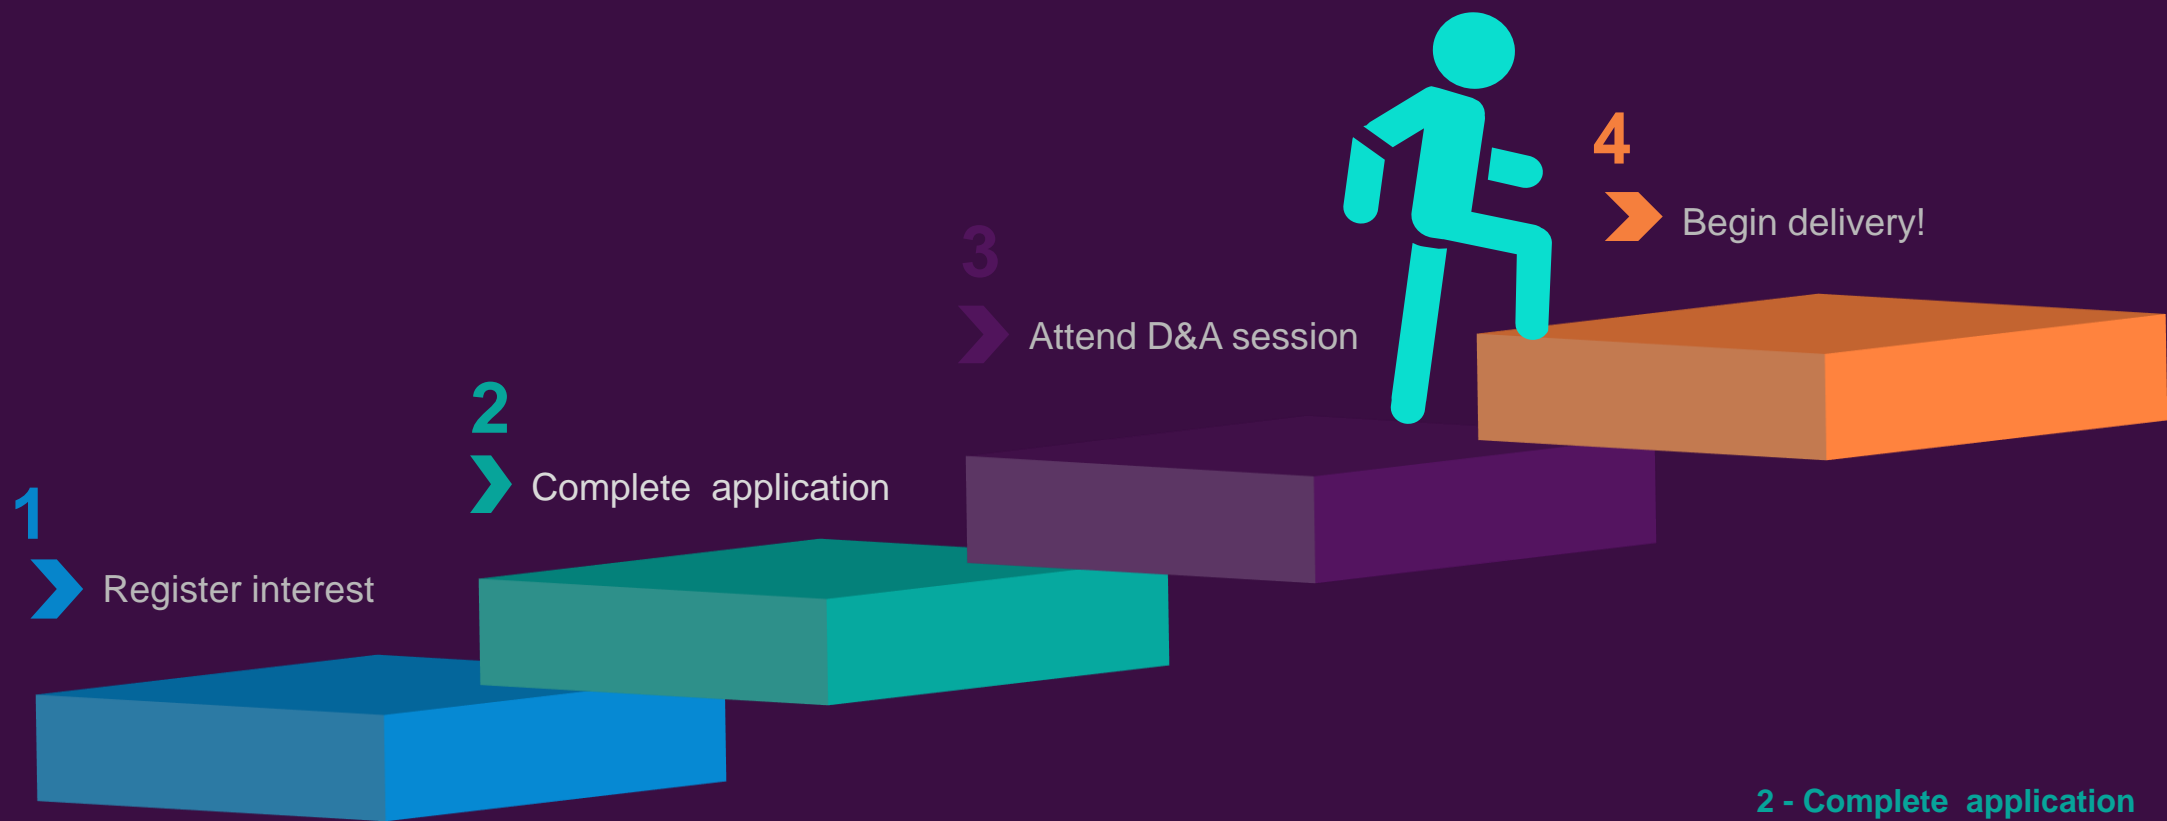 1
Register interest
2
Complete application
3
Attend D&A session
4
Begin delivery!
2 - Complete application